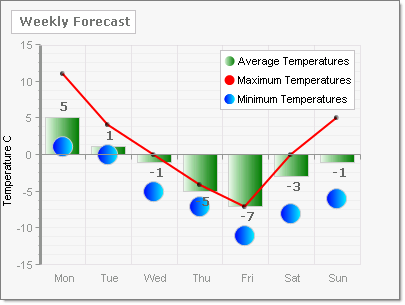 Weekly Forecast
Average Temperatures
Maximum Temperatures
Minimum Temperatures
Temperature C
15
10
5
0
-5
-10
-15
5
1
-1
-5
-7
-3
-1
Mon Tue Wed Thu Fri Sat Sun